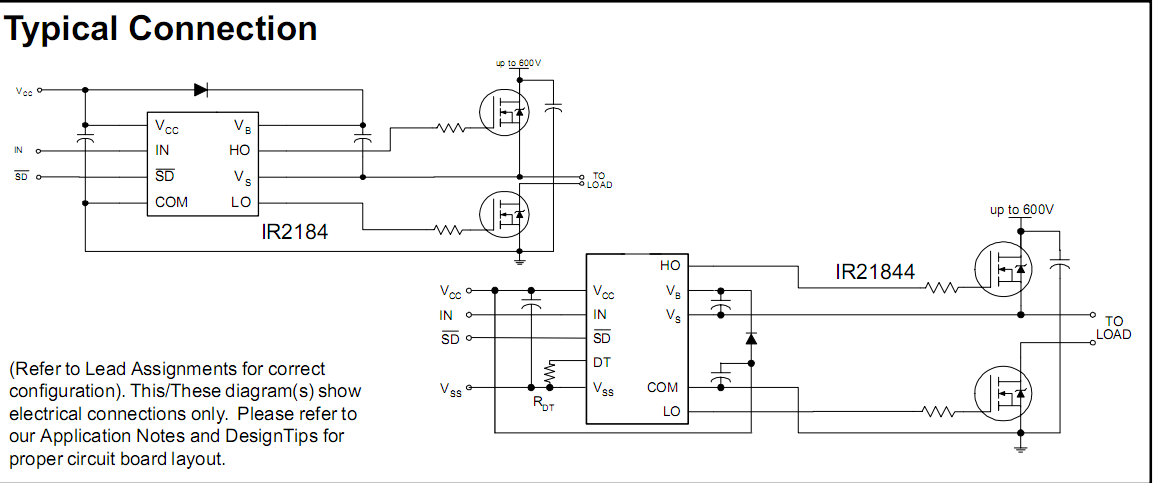 Typical Connection
up to 600V
VCC
IN
SD
VCC VB
IN HO
SD VS
COM LO
TO
LOAD
IR2184
up to 600V
IR21844
HO
VCC VCC VB
IN IN VS
SD SD
DT
VSS VSS COM
RDT
LO
TO
LOAD
(Refer to Lead Assignments for correct
configuration). This/These diagram(s) show
electrical connections only. Please refer to
our Application Notes and DesignTips for
proper circuit board layout.